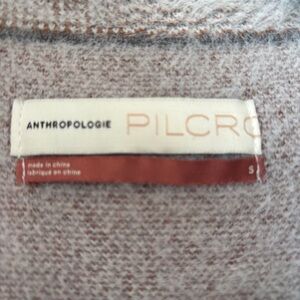 ANTHROPOLOGIE PILCRO
made in china
fabriqué en chine
S